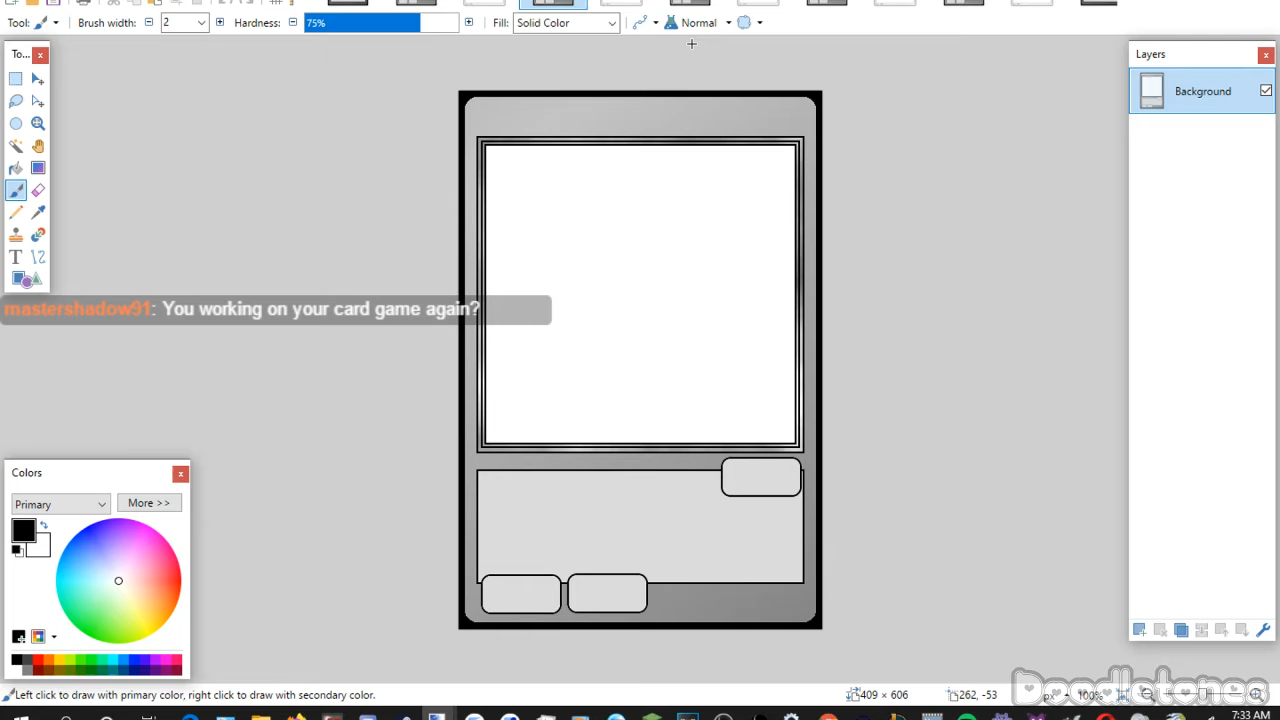 Tool: Brush width: 2 Hardness: 75% Fill: Solid Color Normal
To...
Layers
Background
mastershadow91: You working on your card game again?
Colors
Primary More >>
Left click to draw with primary color, right click to draw with secondary color. 409 × 606 262, -53 px 100%
Doodletones
7:33 AM